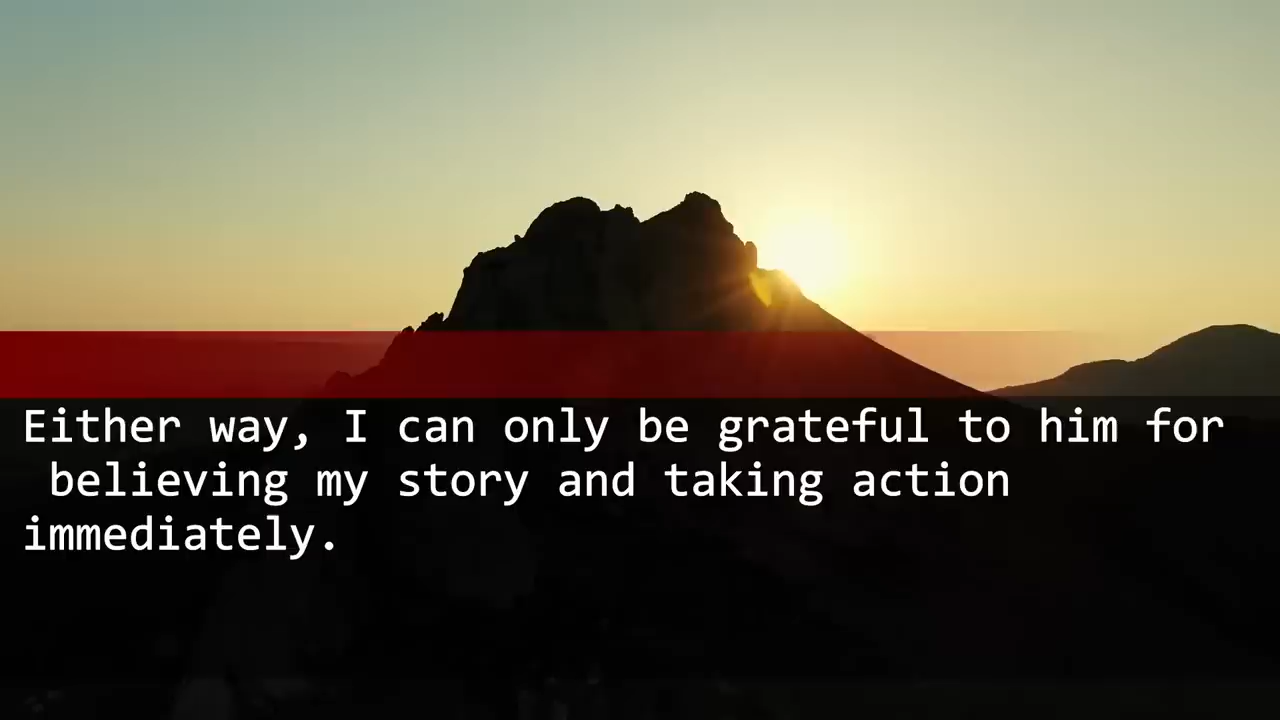 Either way, I can only be grateful to him for
believing my story and taking action
immediately.